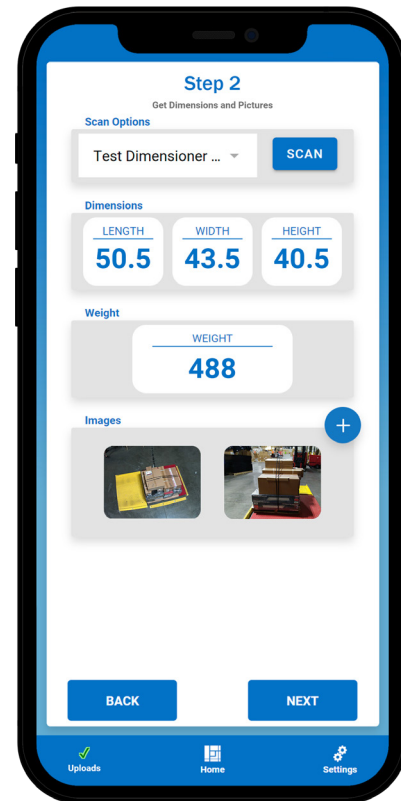 Step 2
Get Dimensions and Pictures
Scan Options
Test Dimensioner ...
SCAN
Dimensions
LENGTH
WIDTH
HEIGHT
50.5
43.5
40.5
Weight
WEIGHT
488
Images
+
BACK
NEXT
Uploads
Home
Settings